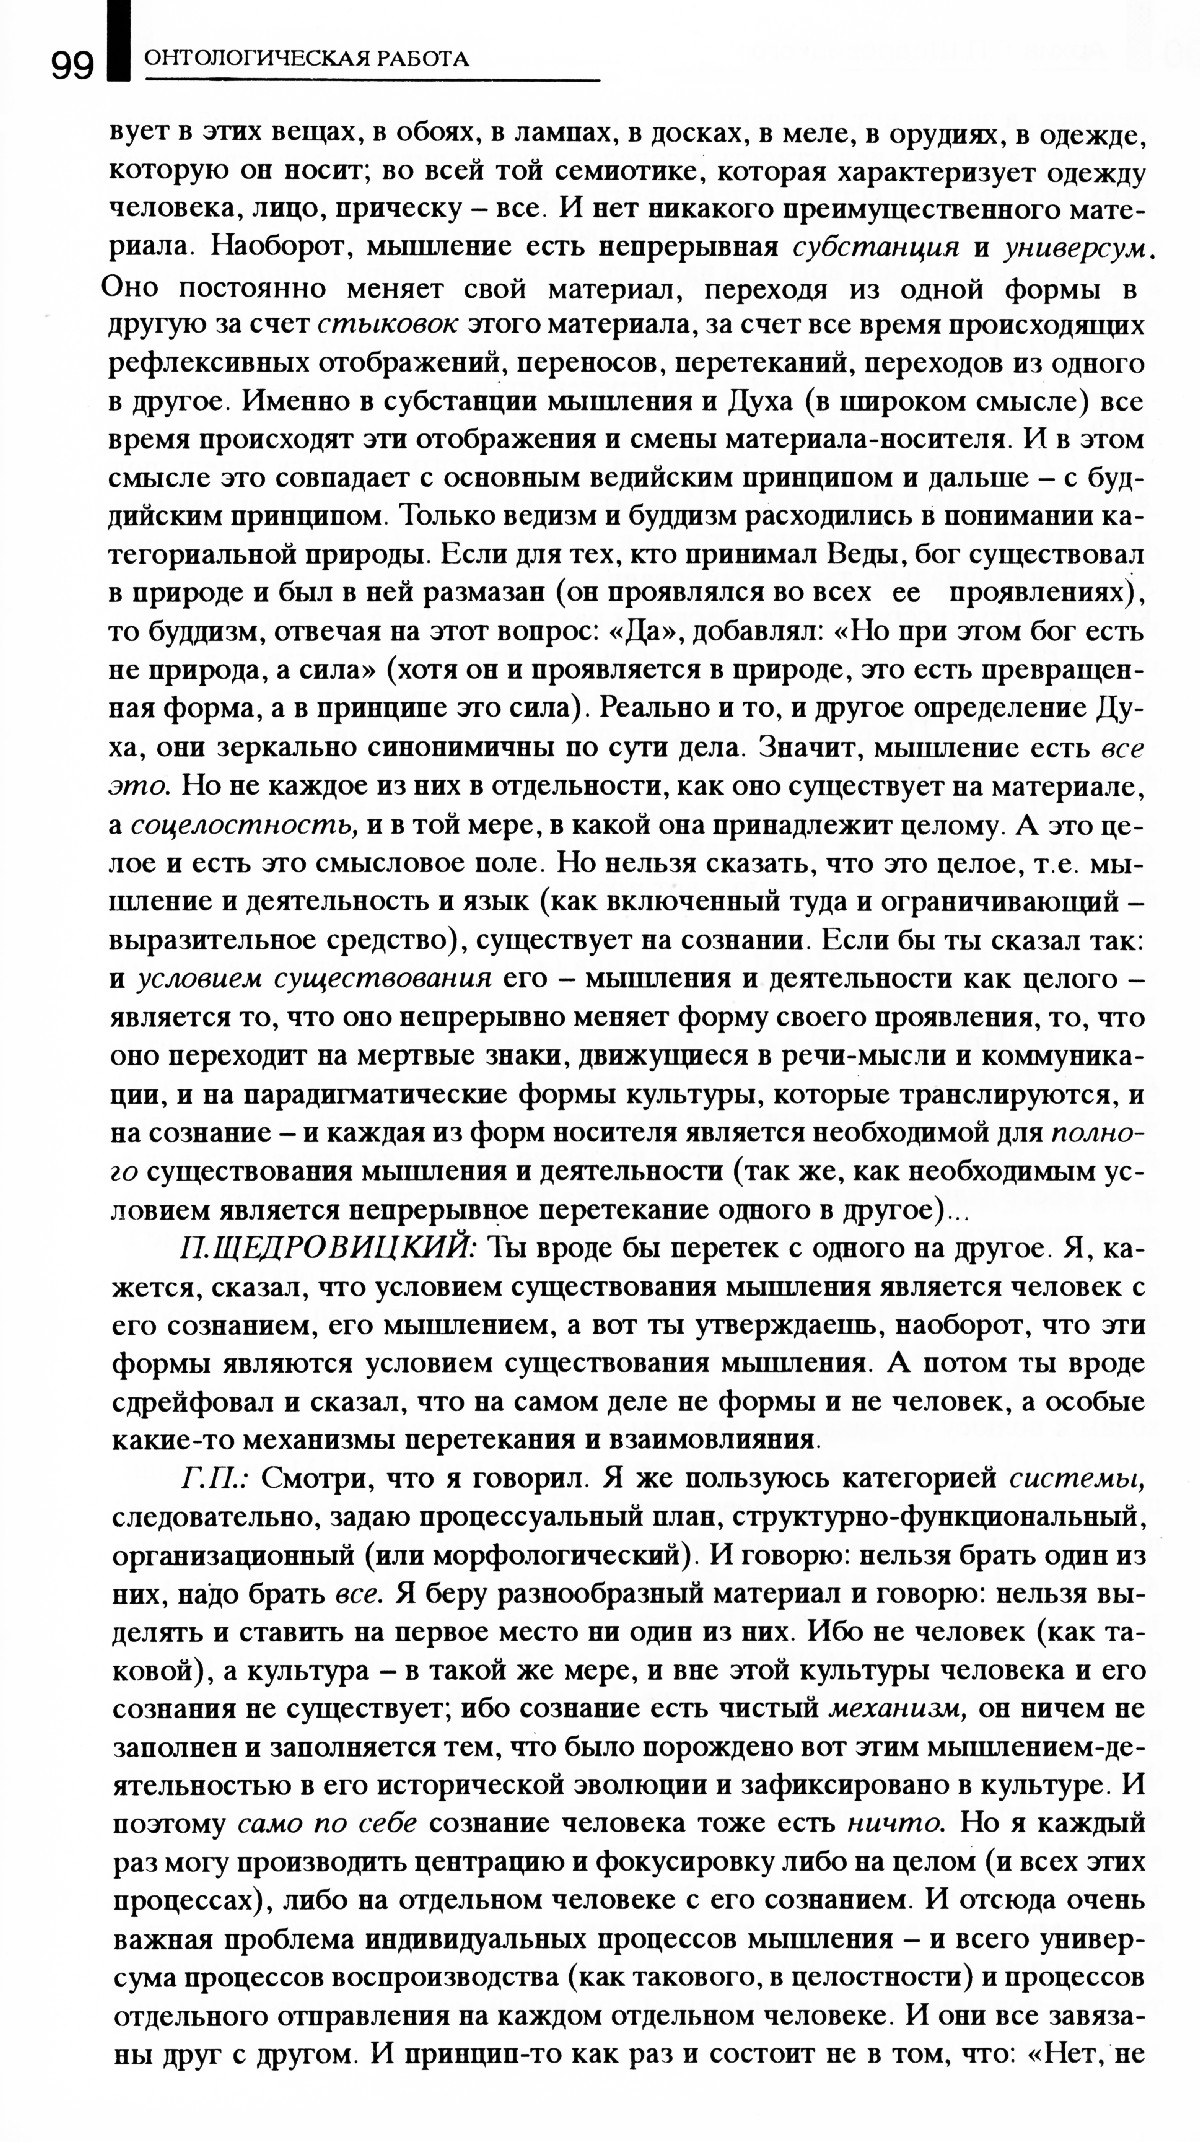 99
ОНТОЛОГИЧЕСКАЯ РАБОТА
вует в этих вещах, в обоях, в лампах, в досках, в меле, в орудиях, в одежде,
которую он носит; во всей той семиотике, которая характеризует одежду
человека, лицо, прическу – все. И нет никакого преимущественного мате-
риала. Наоборот, мышление есть непрерывная субстанция и универсум.
Оно постоянно меняет свой материал, переходя из одной формы в
другую за счет стыковок этого материала, за счет все время происходящих
рефлексивных отображений, переносов, перетеканий, переходов из одного
в другое. Именно в субстанции мышления и Духа (в широком смысле) все
время происходят эти отображения и смены материала-носителя. И в этом
смысле это совпадает с основным ведийским принципом и дальше – с буд-
дийским принципом. Только ведизм и буддизм расходились в понимании ка-
тегориальной природы. Если для тех, кто принимал Веды, бог существовал
в природе и был в ней размазан (он проявлялся во всех ее проявлениях),
то буддизм, отвечая на этот вопрос: «Да», добавлял: «Но при этом бог есть
не природа, а сила» (хотя он и проявляется в природе, это есть превращен-
ная форма, а в принципе это сила). Реально и то, и другое определение Ду-
ха, они зеркально синонимичны по сути дела. Значит, мышление есть все
это. Но не каждое из них в отдельности, как оно существует на материале,
а соцелостность, и в той мере, в какой она принадлежит целому. А это це-
лое и есть это смысловое поле. Но нельзя сказать, что это целое, т.е. мы-
шление и деятельность и язык (как включенный туда и ограничивающий –
выразительное средство), существует на сознании. Если бы ты сказал так:
и условием существования его – мышления и деятельности как целого –
является то, что оно непрерывно меняет форму своего проявления, то, что
оно переходит на мертвые знаки, движущиеся в речи-мысли и коммуника-
ции, и на парадигматические формы культуры, которые транслируются, и
на сознание – и каждая из форм носителя является необходимой для полно-
го существования мышления и деятельности (так же, как необходимым ус-
ловием является непрерывное перетекание одного в другое)...
П.ЩЕДРОВИЦКИЙ: Ты вроде бы перетек с одного на другое. Я, ка-
жется, сказал, что условием существования мышления является человек с
его сознанием, его мышлением, а вот ты утверждаешь, наоборот, что эти
формы являются условием существования мышления. А потом ты вроде
сдрейфовал и сказал, что на самом деле не формы и не человек, а особые
какие-то механизмы перетекания и взаимовлияния.
Г.П.: Смотри, что я говорил. Я же пользуюсь категорией системы,
следовательно, задаю процессуальный план, структурно-функциональный,
организационный (или морфологический). И говорю: нельзя брать один из
них, надо брать все. Я беру разнообразный материал и говорю: нельзя вы-
делять и ставить на первое место ни один из них. Ибо не человек (как та-
ковой), а культура – в такой же мере, и вне этой культуры человека и его
сознания не существует; ибо сознание есть чистый механизм, он ничем не
заполнен и заполняется тем, что было порождено вот этим мышлением-де-
ятельностью в его исторической эволюции и зафиксировано в культуре. И
поэтому само по себе сознание человека тоже есть ничто. Но я каждый
раз могу производить центрацию и фокусировку либо на целом (и всех этих
процессах), либо на отдельном человеке с его сознанием. И отсюда очень
важная проблема индивидуальных процессов мышления – и всего универ-
сума процессов воспроизводства (как такового, в целостности) и процессов
отдельного отправления на каждом отдельном человеке. И они все завяза-
ны друг с другом. И принцип-то как раз и состоит не в том, что: «Нет, не